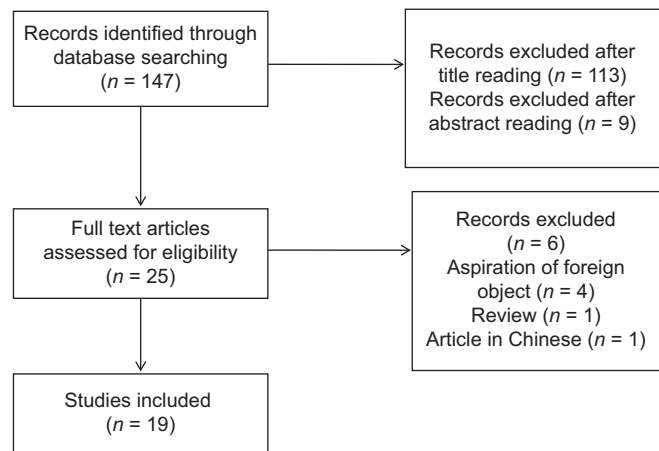 Records identified through
database searching
(n = 147)
Records excluded after
title reading (n = 113)
Records excluded after
abstract reading (n = 9)
Full text articles
assessed for eligibility
(n = 25)
Records excluded
(n = 6)
Aspiration of foreign
object (n = 4)
Review (n = 1)
Article in Chinese (n = 1)
Studies included
(n = 19)